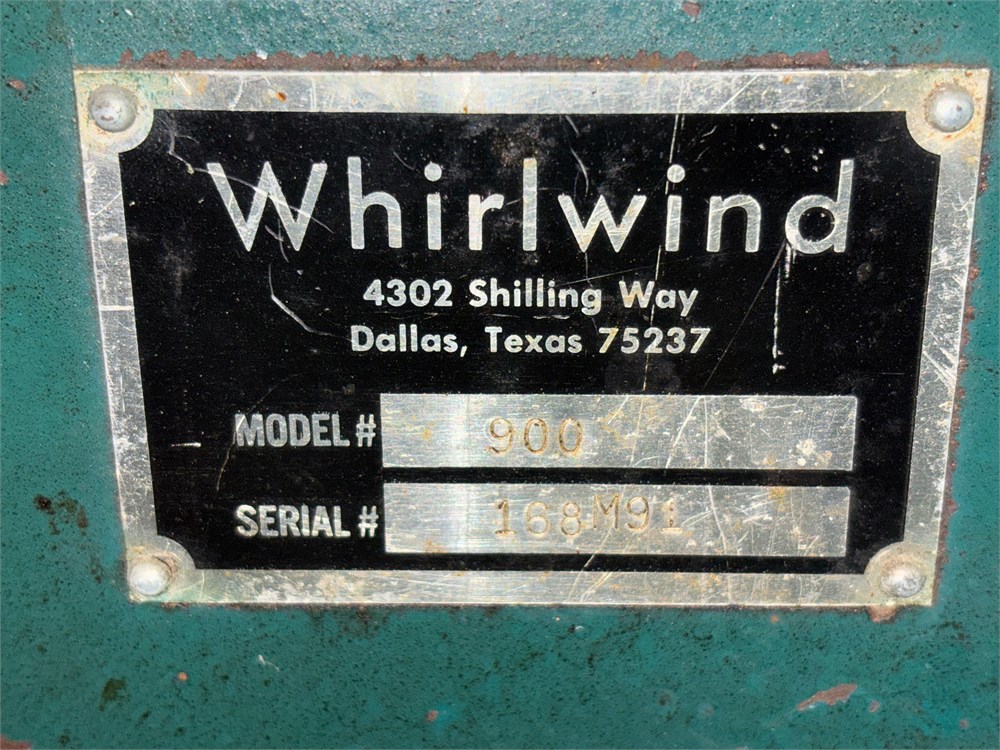 Whirlwind
4302 Shilling Way
Dallas, Texas 75237
MODEL # 900
SERIAL # 168M91